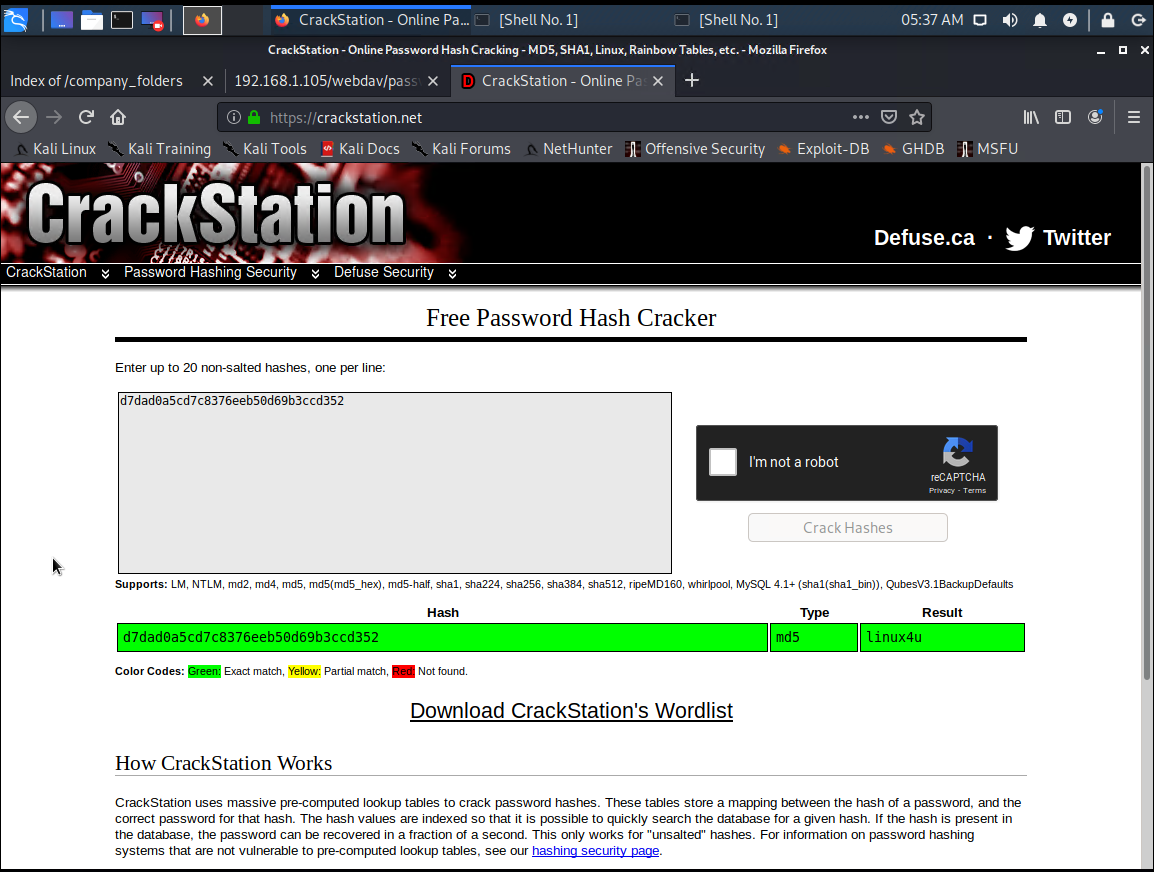 CrackStation - Online Pa... [Shell No. 1] [Shell No. 1] 05:37 AM
CrackStation - Online Password Hash Cracking - MD5, SHA1, Linux, Rainbow Tables, etc. - Mozilla Firefox
Index of /company_folders 192.168.1.105/webdav/pass CrackStation - Online Pa
https://crackstation.net
Kali Linux Kali Training Kali Tools Kali Docs Kali Forums NetHunter Offensive Security Exploit-DB GHDB MSFU
CrackStation
Defuse.ca · Twitter
CrackStation Password Hashing Security Defuse Security
Free Password Hash Cracker
Enter up to 20 non-salted hashes, one per line:
d7dad0a5cd7c8376eeb50d69b3ccd352
I'm not a robot
reCAPTCHA
Privacy - Terms
Crack Hashes
Supports: LM, NTLM, md2, md4, md5, md5(md5_hex), md5-half, sha1, sha224, sha256, sha384, sha512, ripeMD160, whirlpool, MySQL 4.1+ (sha1(sha1_bin)), QubesV3.1BackupDefaults
Hash Type Result
d7dad0a5cd7c8376eeb50d69b3ccd352 md5 linux4u
Color Codes: Green: Exact match, Yellow: Partial match, Red: Not found.
Download CrackStation's Wordlist
How CrackStation Works
CrackStation uses massive pre-computed lookup tables to crack password hashes. These tables store a mapping between the hash of a password, and the
correct password for that hash. The hash values are indexed so that it is possible to quickly search the database for a given hash. If the hash is present in
the database, the password can be recovered in a fraction of a second. This only works for "unsalted" hashes. For information on password hashing
systems that are not vulnerable to pre-computed lookup tables, see our hashing security page.